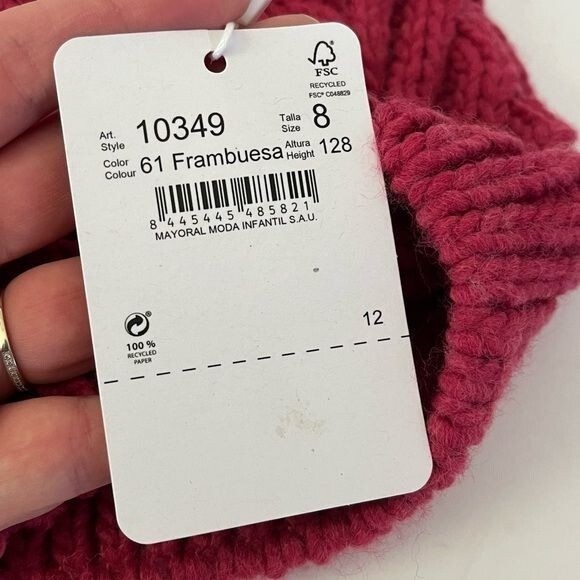 FSC
RECYCLED
FSC® C048829
Art. Style 10349 Talla Size 8
Color Colour 61 Frambuesa Altura Height 128
8 445445 485821
MAYORAL MODA INFANTIL S.A.U.
12
100 %
RECYCLED
PAPER